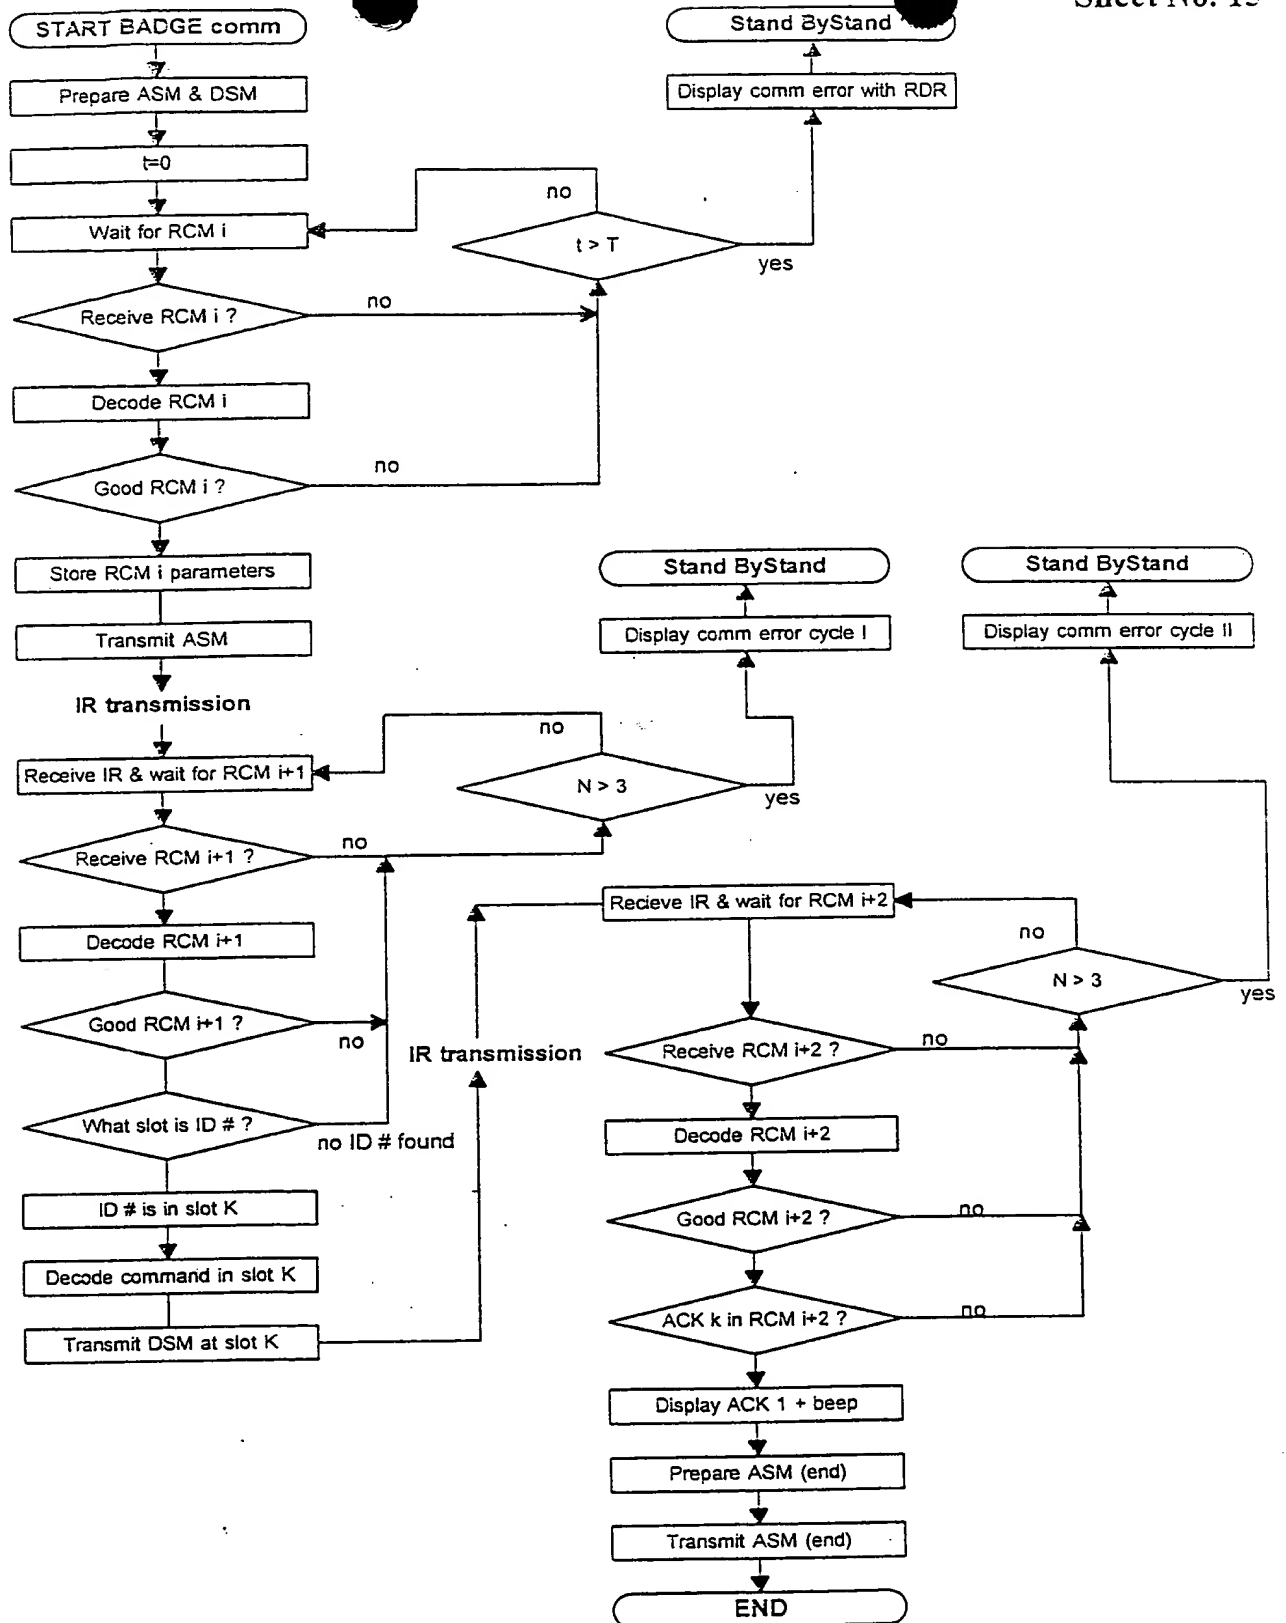 Sheet No. 13
START BADGE comm
Prepare ASM & DSM
t=0
Wait for RCM i
Receive RCM i ?
no
Decode RCM i
Good RCM i ?
no
Store RCM i parameters
Transmit ASM
IR transmission
Receive IR & wait for RCM i+1
Receive RCM i+1 ?
no
Decode RCM i+1
Good RCM i+1 ?
no
What slot is ID # ?
no ID # found
ID # is in slot K
Decode command in slot K
Transmit DSM at slot K
IR transmission
Stand ByStand
Display comm error with RDR
no
t > T
yes
Stand ByStand
Display comm error cycle I
no
N > 3
yes
Stand ByStand
Display comm error cycle II
Recieve IR & wait for RCM i+2
no
N > 3
yes
Receive RCM i+2 ?
no
Decode RCM i+2
Good RCM i+2 ?
no
ACK k in RCM i+2 ?
no
Display ACK 1 + beep
Prepare ASM (end)
Transmit ASM (end)
END